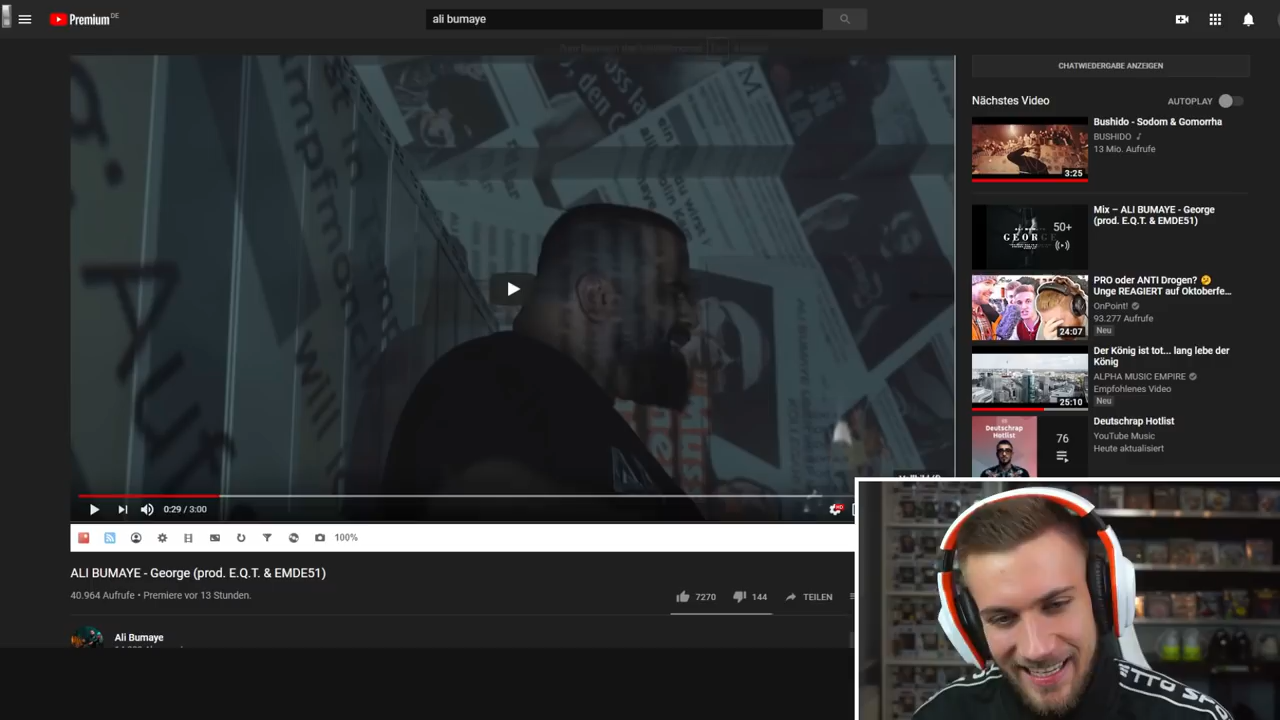 Premium DE
ali bumaye
CHATWIEDERGABE ANZEIGEN
Nächstes Video
AUTOPLAY
Bushido - Sodom & Gomorrha
BUSHIDO
13 Mio. Aufrufe
3:25
Mix – ALI BUMAYE - George
(prod. E.Q.T. & EMDE51)
50+
GEORGE
PRO oder ANTI Drogen?
Unge REAGIERT auf Oktoberfe...
OnPoint!
93.277 Aufrufe
Neu
24:07
Der König ist tot... lang lebe der
König
ALPHA MUSIC EMPIRE
Empfohlenes Video
Neu
25:10
Deutschrap Hotlist
YouTube Music
Heute aktualisiert
Deutschrap
Hotlist
76
0:29 / 3:00
HD
100%
ALI BUMAYE - George (prod. E.Q.T. & EMDE51)
40.964 Aufrufe • Premiere vor 13 Stunden.
7270
144
TEILEN
Ali Bumaye